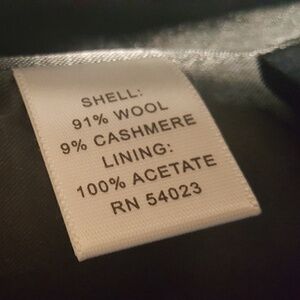 SHELL:
91% WOOL
9% CASHMERE
LINING:
100% ACETATE
RN 54023